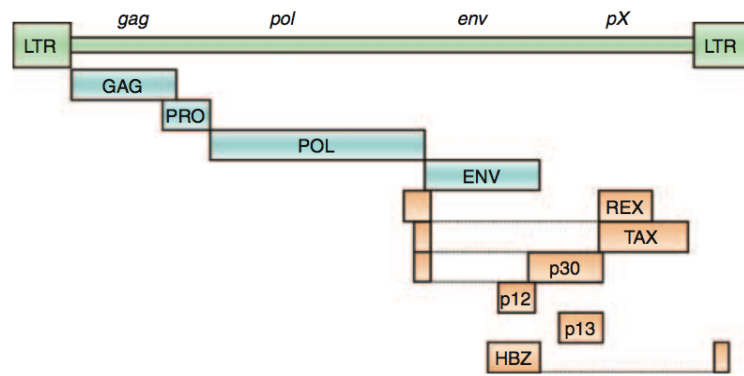 gag pol env pX
LTR LTR
GAG
PRO
POL
ENV
REX
TAX
p30
p12
p13
HBZ